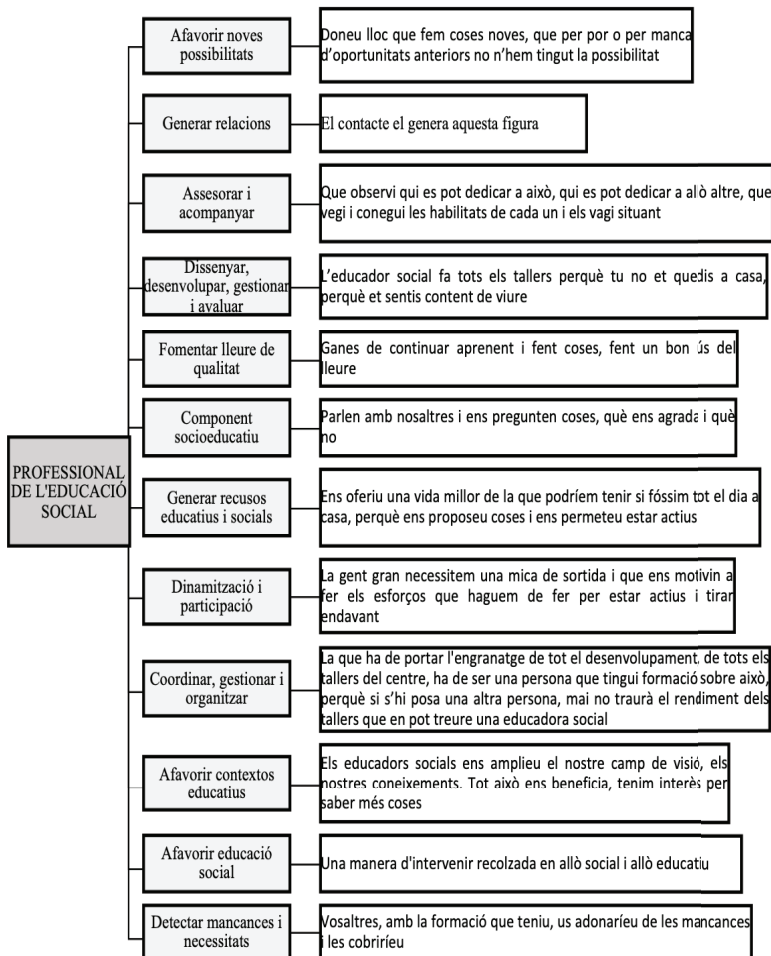 Afavorir noves
possibilitats
Doneu lloc que fem coses noves, que per por o per manca
d'oportunitats anteriors no n'hem tingut la possibilitat
Generar relacions
El contacte el genera aquesta figura
Assesorar i
acompanyar
Que observi qui es pot dedicar a això, qui es pot dedicar a allò altre, que
vegi i conegui les habilitats de cada un i els vagi situant
Dissenyar,
desenvolupar, gestionar
i avaluar
L'educador social fa tots els tallers perquè tu no et quedis a casa,
perquè et sentis content de viure
Fomentar lleure de
qualitat
Ganes de continuar aprenent i fent coses, fent un bon ús del
lleure
Component
socioeducatiu
Parlen amb nosaltres i ens pregunten coses, què ens agrada i què
no
PROFESSIONAL
DE L'EDUCACIÓ
SOCIAL
Generar recusos
educatius i socials
Ens oferiu una vida millor de la que podríem tenir si fóssim tot el dia a
casa, perquè ens proposeu coses i ens permeteu estar actius
Dinamització i
participació
La gent gran necessitem una mica de sortida i que ens motivin a
fer els esforços que haguem de fer per estar actius i tirar
endavant
Coordinar, gestionar i
organitzar
La que ha de portar l'engranatge de tot el desenvolupament de tots els
tallers del centre, ha de ser una persona que tingui formació sobre això,
perquè si s'hi posa una altra persona, mai no traurà el rendiment dels
tallers que en pot treure una educadora social
Afavorir contextos
educatius
Els educadors socials ens amplieu el nostre camp de visió, els
nostres coneixements. Tot això ens beneficia, tenim interès per
saber més coses
Afavorir educació
social
Una manera d'intervenir recolzada en allò social i allò educatiu
Detectar mancances i
necessitats
Vosaltres, amb la formació que teniu, us adonaríeu de les mancances
i les cobriríeu